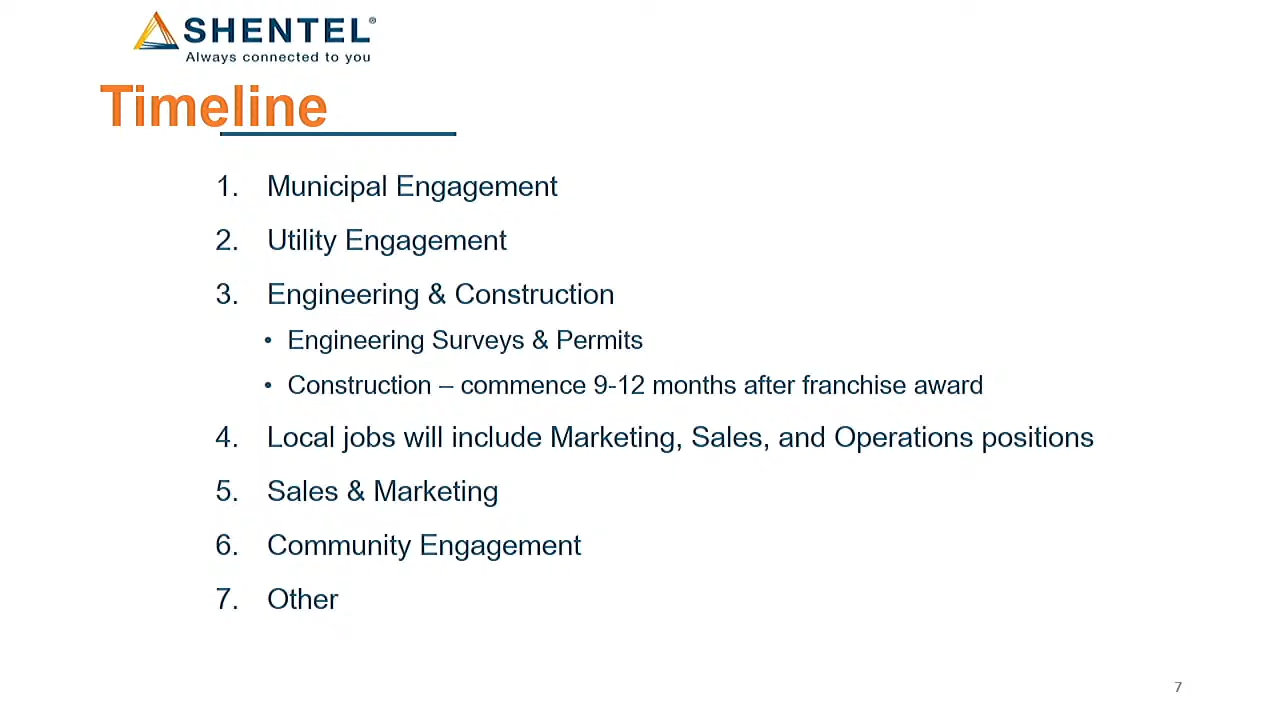 SHENTEL®
Always connected to you
Timeline
1. Municipal Engagement
2. Utility Engagement
3. Engineering & Construction
• Engineering Surveys & Permits
• Construction – commence 9-12 months after franchise award
4. Local jobs will include Marketing, Sales, and Operations positions
5. Sales & Marketing
6. Community Engagement
7. Other
7